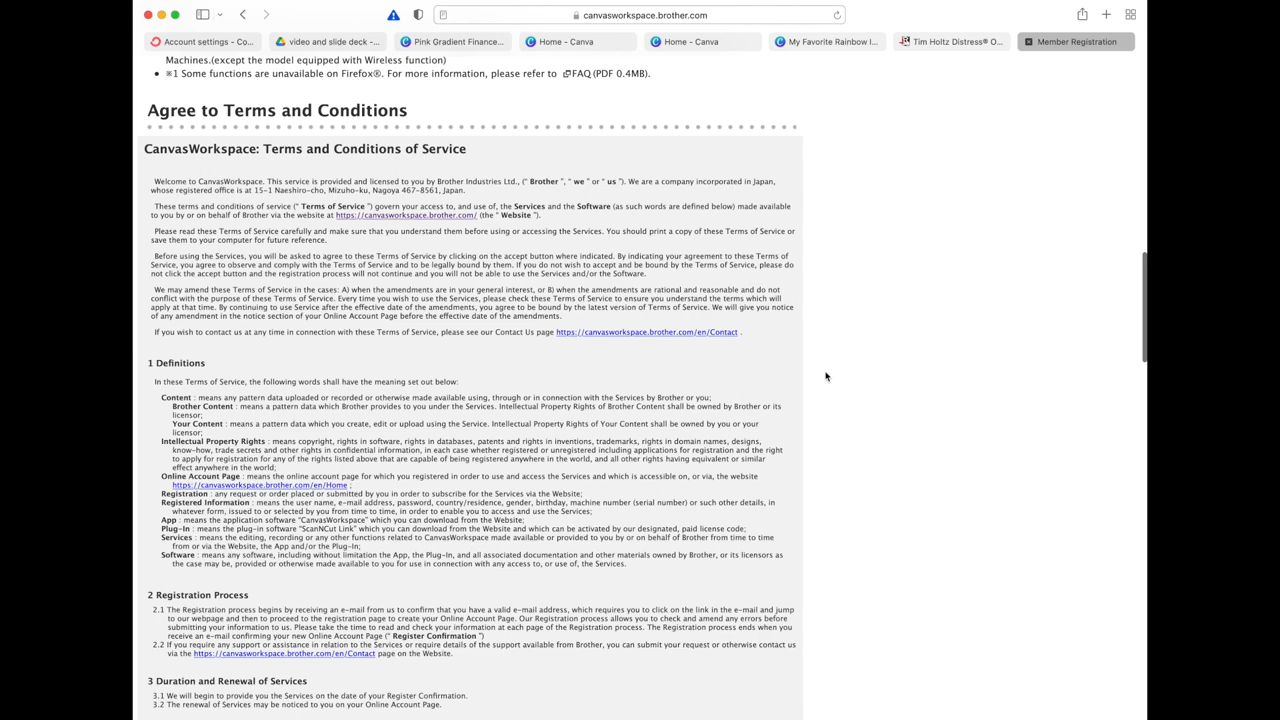 canvasworkspace.brother.com
Account settings - Co...
video and slide deck -...
Pink Gradient Finance...
Home - Canva
Home - Canva
My Favorite Rainbow I...
Tim Holtz Distress® O...
Member Registration
Machines.(except the model equipped with Wireless function)
※1 Some functions are unavailable on Firefox®. For more information, please refer to FAQ (PDF 0.4MB).
Agree to Terms and Conditions
CanvasWorkspace: Terms and Conditions of Service
Welcome to CanvasWorkspace. This service is provided and licensed to you by Brother Industries Ltd., (“ Brother ”, “ we ” or “ us ”). We are a company incorporated in Japan,
whose registered office is at 15-1 Naeshiro-cho, Mizuho-ku, Nagoya 467-8561, Japan.
These terms and conditions of service (“ Terms of Service ”) govern your access to, and use of, the Services and the Software (as such words are defined below) made available
to you by or on behalf of Brother via the website at https://canvasworkspace.brother.com/ (the “ Website ”).
Please read these Terms of Service carefully and make sure that you understand them before using or accessing the Services. You should print a copy of these Terms of Service or
save them to your computer for future reference.
Before using the Services, you will be asked to agree to these Terms of Service by clicking on the accept button where indicated. By indicating your agreement to these Terms of
Service, you agree to observe and comply with the Terms of Service and to be legally bound by them. If you do not wish to accept and be bound by the Terms of Service, please do
not click the accept button and the registration process will not continue and you will not be able to use the Services and/or the Software.
We may amend these Terms of Service in the cases: A) when the amendments are in your general interest, or B) when the amendments are rational and reasonable and do not
conflict with the purpose of these Terms of Service. Every time you wish to use the Services, please check these Terms of Service to ensure you understand the terms which will
apply at that time. By continuing to use Service after the effective date of the amendments, you agree to be bound by the latest version of Terms of Service. We will give you notice
of any amendment in the notice section of your Online Account Page before the effective date of the amendments.
If you wish to contact us at any time in connection with these Terms of Service, please see our Contact Us page https://canvasworkspace.brother.com/en/Contact .
1 Definitions
In these Terms of Service, the following words shall have the meaning set out below:
Content : means any pattern data uploaded or recorded or otherwise made available using, through or in connection with the Services by Brother or you;
Brother Content : means a pattern data which Brother provides to you under the Services. Intellectual Property Rights of Brother Content shall be owned by Brother or its
licensor;
Your Content : means a pattern data which you create, edit or upload using the Service. Intellectual Property Rights of Your Content shall be owned by you or your
licensor;
Intellectual Property Rights : means copyright, rights in software, rights in databases, patents and rights in inventions, trademarks, rights in domain names, designs,
know-how, trade secrets and other rights in confidential information, in each case whether registered or unregistered including applications for registration and the right
to apply for registration for any of the rights listed above that are capable of being registered anywhere in the world, and all other rights having equivalent or similar
effect anywhere in the world;
Online Account Page : means the online account page for which you registered in order to use and access the Services and which is accessible on, or via, the website
https://canvasworkspace.brother.com/en/Home ;
Registration : any request or order placed or submitted by you in order to subscribe for the Services via the Website;
Registered Information : means the user name, e-mail address, password, country/residence, gender, birthday, machine number (serial number) or such other details, in
whatever form, issued to or selected by you from time to time, in order to enable you to access and use the Services;
App : means the application software “CanvasWorkspace” which you can download from the Website;
Plug-In : means the plug-in software “ScanNCut Link” which you can download from the Website and which can be activated by our designated, paid license code;
Services : means the editing, recording or any other functions related to CanvasWorkspace made available or provided to you by or on behalf of Brother from time to time
from or via the Website, the App and/or the Plug-In;
Software : means any software, including without limitation the App, the Plug-In, and all associated documentation and other materials owned by Brother, or its licensors as
the case may be, provided or otherwise made available to you for use in connection with any access to, or use of, the Services.
2 Registration Process
2.1 The Registration process begins by receiving an e-mail from us to confirm that you have a valid e-mail address, which requires you to click on the link in the e-mail and jump
to our webpage and then to proceed to the registration page to create your Online Account Page. Our Registration process allows you to check and amend any errors before
submitting your information to us. Please take the time to read and check your information at each page of the Registration process. The Registration process ends when you
receive an e-mail confirming your new Online Account Page (“ Register Confirmation ”)
2.2 If you require any support or assistance in relation to the Services or require details of the support available from Brother, you can submit your request or otherwise contact us
via the https://canvasworkspace.brother.com/en/Contact page on the Website.
3 Duration and Renewal of Services
3.1 We will begin to provide you the Services on the date of your Register Confirmation.
3.2 The renewal of Services may be noticed to you on your Online Account Page.